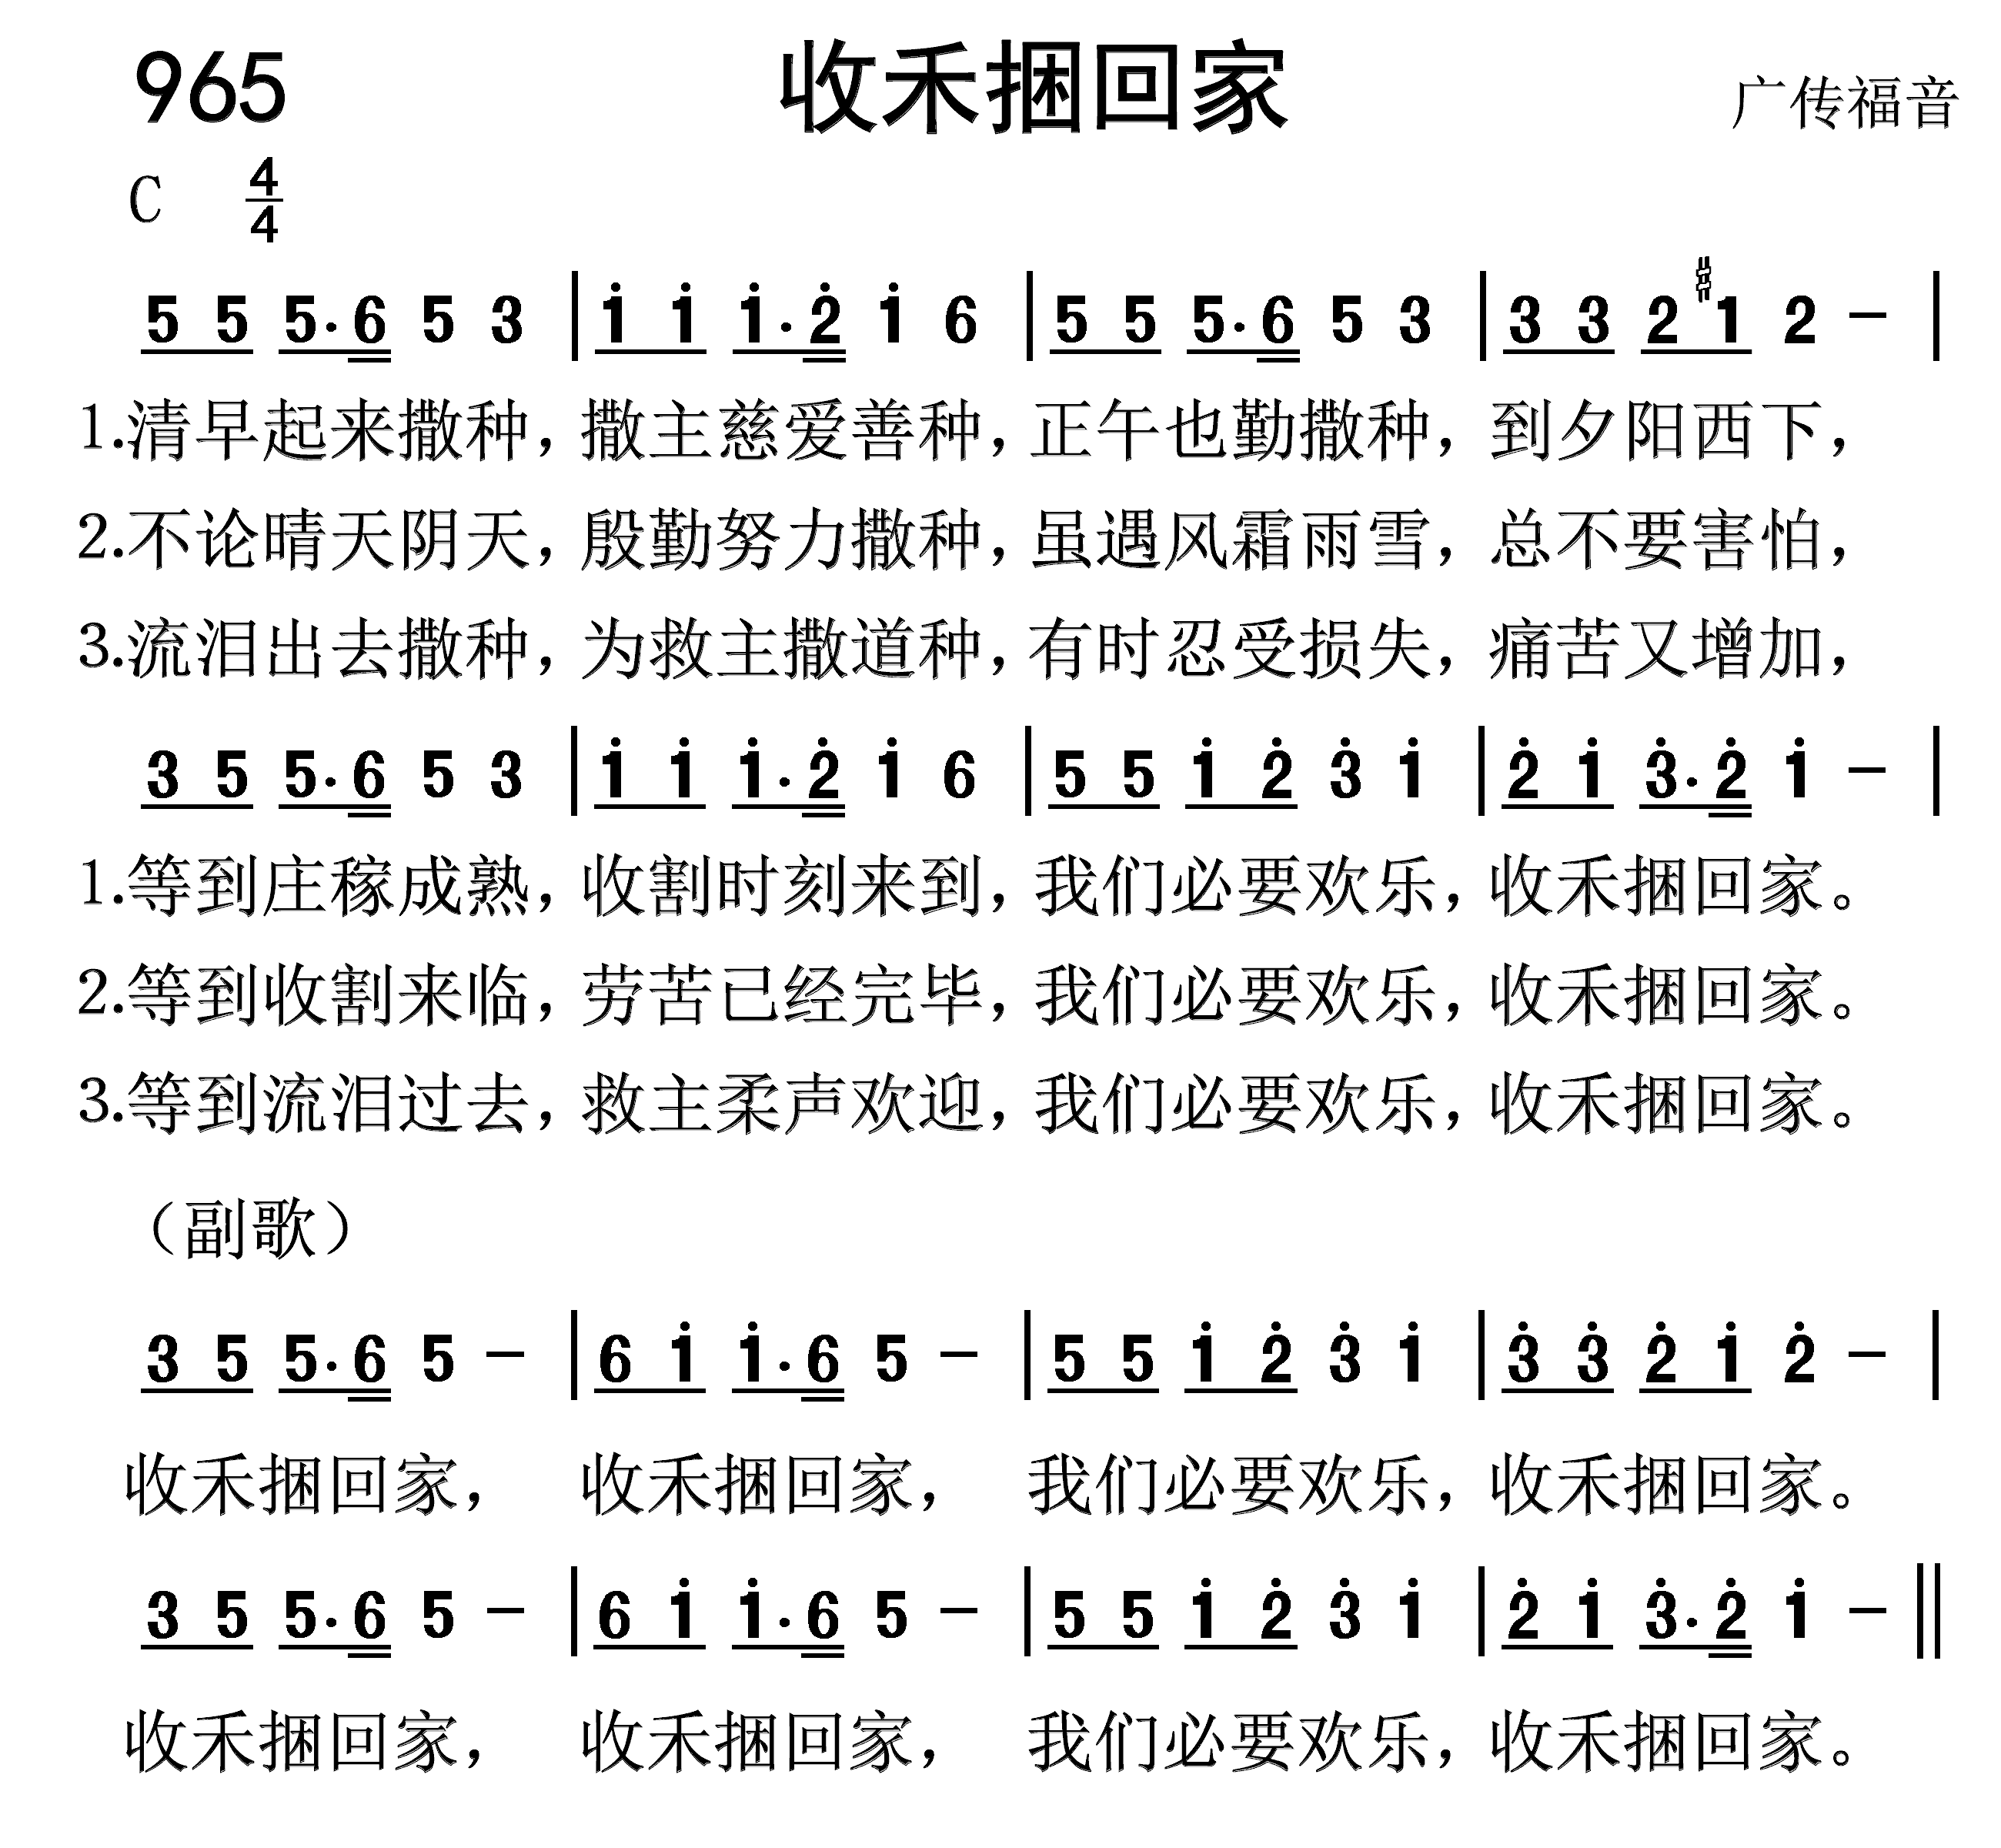 965 收禾捆回家 广传福音
C 4/4
5 5 5·6 5 3 | i i i·2̇ i 6 | 5 5 5·6 5 3 | 3 3 2 #1 2 － |
1.清早起来撒种，撒主慈爱善种，正午也勤撒种，到夕阳西下，
2.不论晴天阴天，殷勤努力撒种，虽遇风霜雨雪，总不要害怕，
3.流泪出去撒种，为救主撒道种，有时忍受损失，痛苦又增加，
3 5 5·6 5 3 | i i i·2̇ i 6 | 5 5 i 2̇ 3̇ i | 2̇ i 3̇·2̇ i － |
1.等到庄稼成熟，收割时刻来到，我们必要欢乐，收禾捆回家。
2.等到收割来临，劳苦已经完毕，我们必要欢乐，收禾捆回家。
3.等到流泪过去，救主柔声欢迎，我们必要欢乐，收禾捆回家。
（副歌）
3 5 5·6 5 － | 6 i i·6 5 － | 5 5 i 2̇ 3̇ i | 3̇ 3̇ 2̇ i 2̇ － |
收禾捆回家， 收禾捆回家， 我们必要欢乐，收禾捆回家。
3 5 5·6 5 － | 6 i i·6 5 － | 5 5 i 2̇ 3̇ i | 2̇ i 3̇·2̇ i － ‖
收禾捆回家， 收禾捆回家， 我们必要欢乐，收禾捆回家。